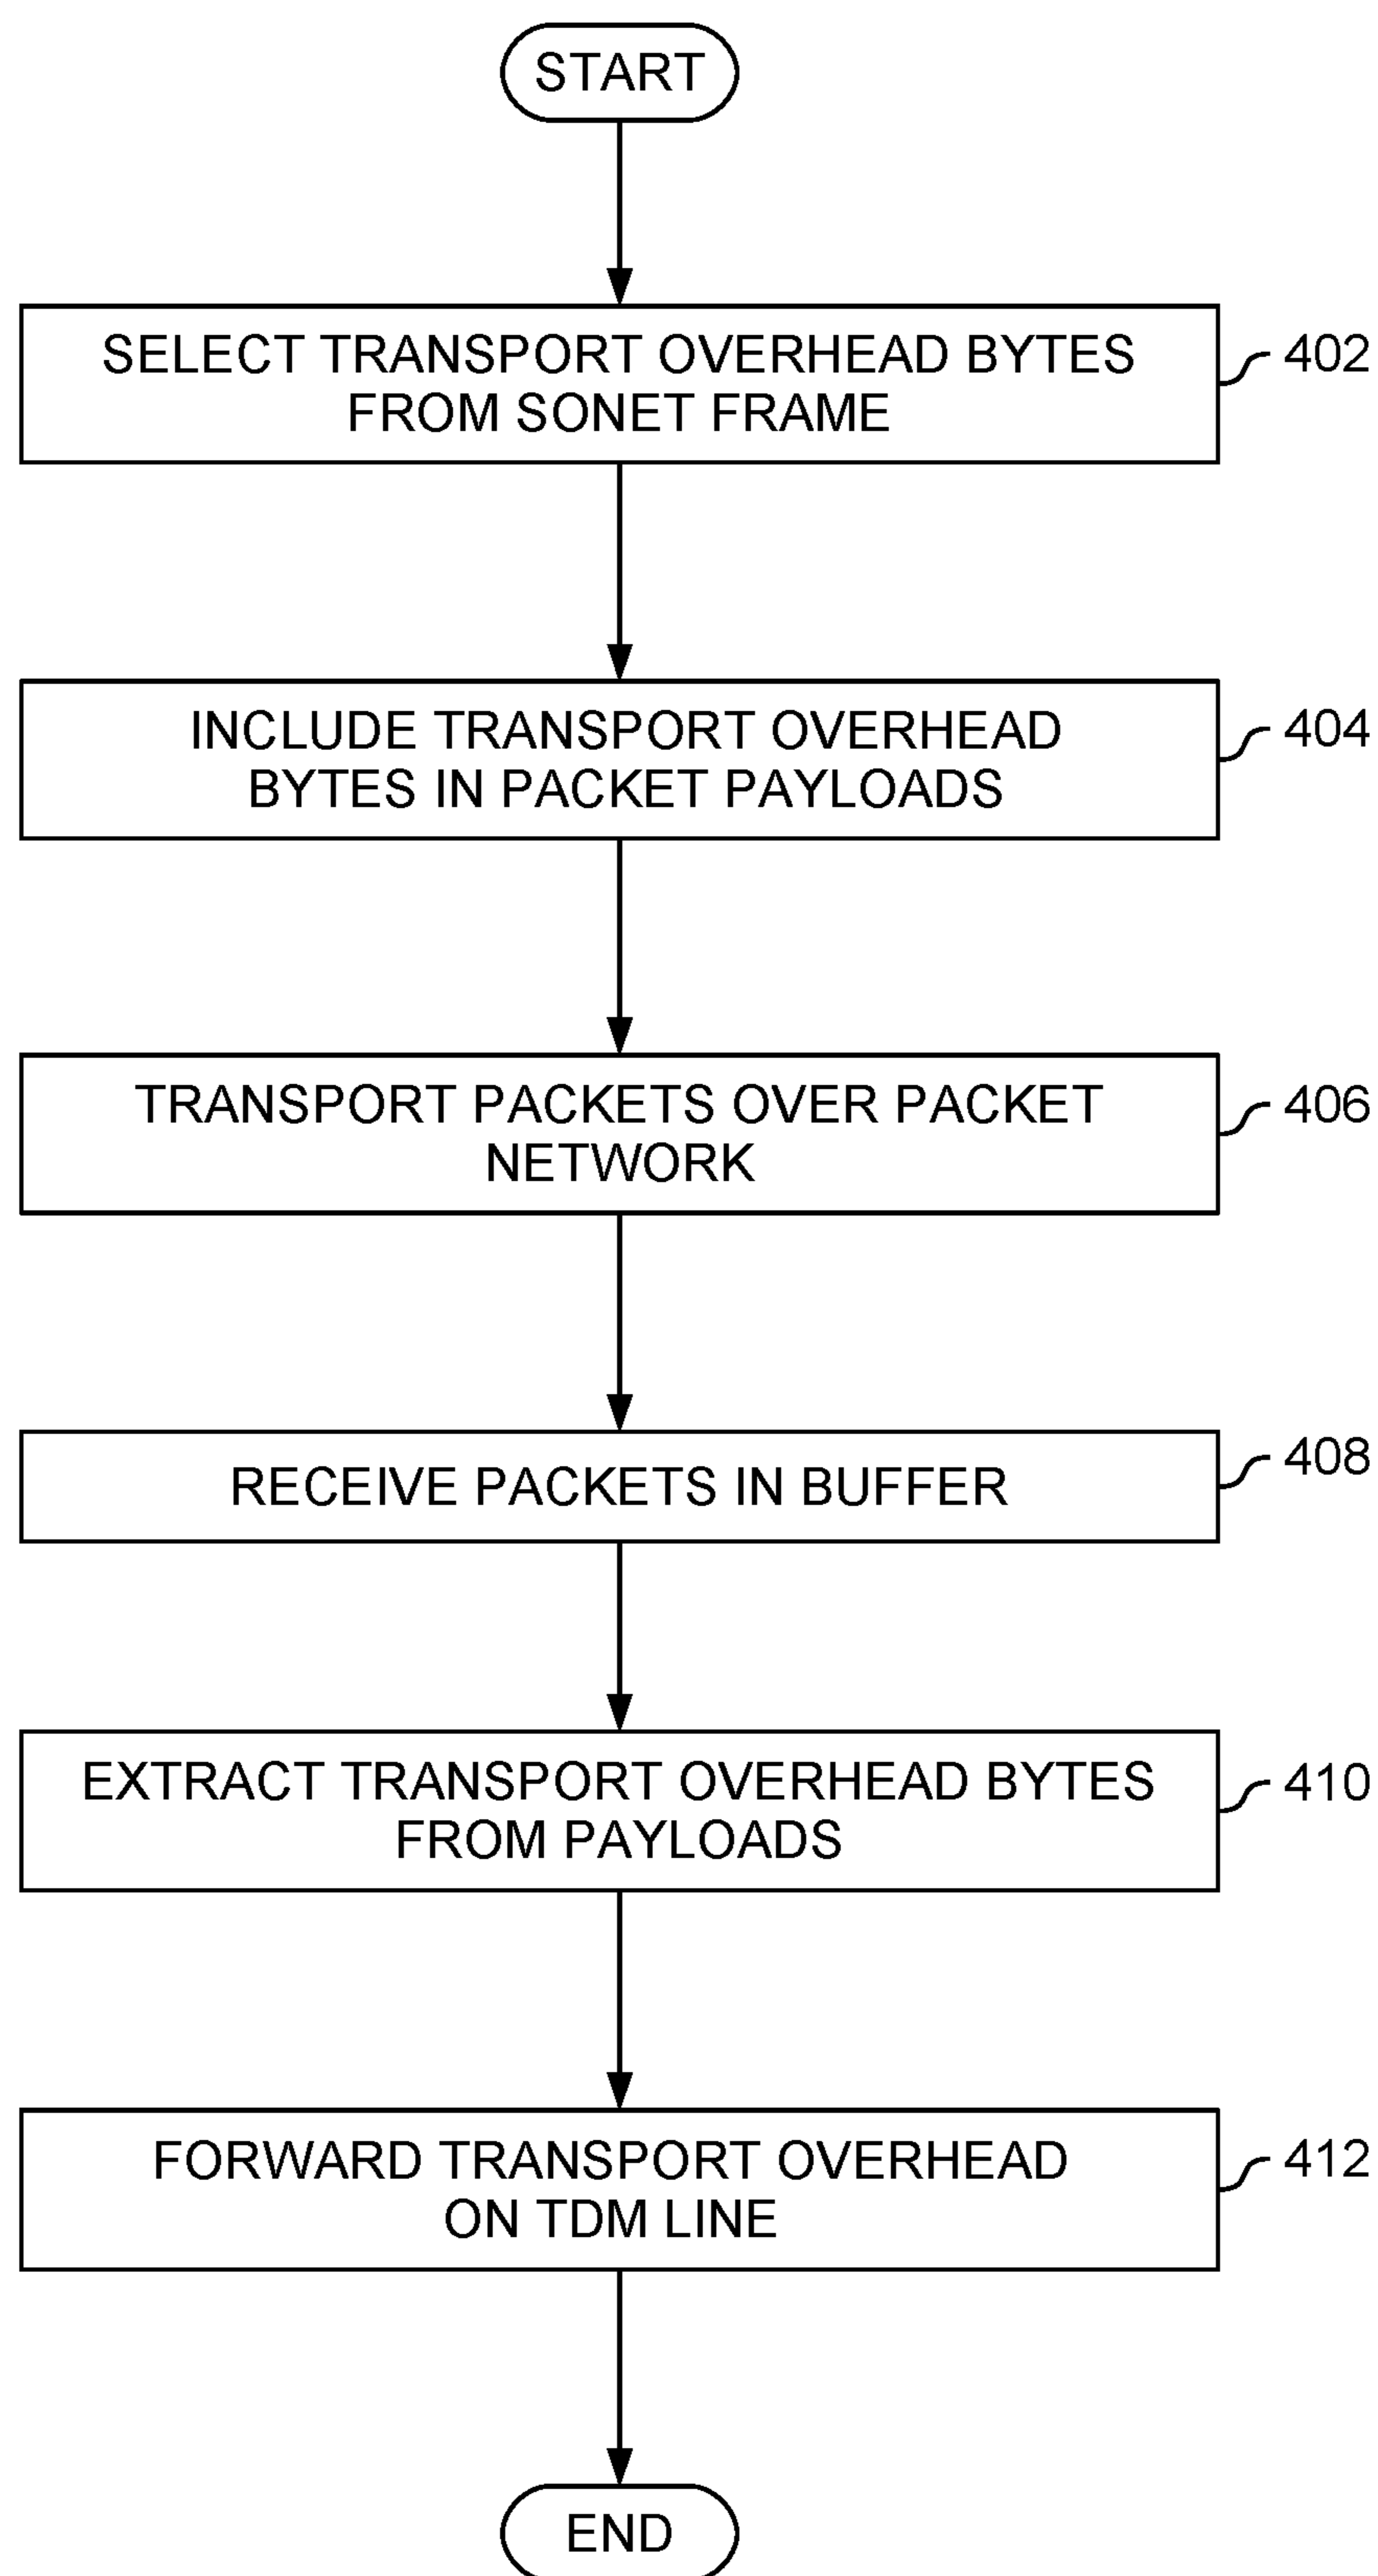 START
SELECT TRANSPORT OVERHEAD BYTES
FROM SONET FRAME
402
INCLUDE TRANSPORT OVERHEAD
BYTES IN PACKET PAYLOADS
404
TRANSPORT PACKETS OVER PACKET
NETWORK
406
RECEIVE PACKETS IN BUFFER
408
EXTRACT TRANSPORT OVERHEAD BYTES
FROM PAYLOADS
410
FORWARD TRANSPORT OVERHEAD
ON TDM LINE
412
END